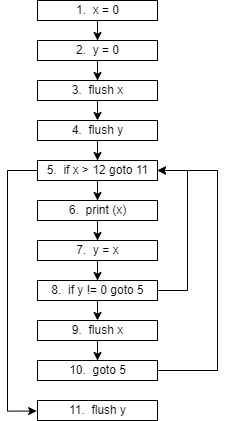 1. x = 0
2. y = 0
3. flush x
4. flush y
5. if x > 12 goto 11
6. print (x)
7. y = x
8. if y != 0 goto 5
9. flush x
10. goto 5
11. flush y